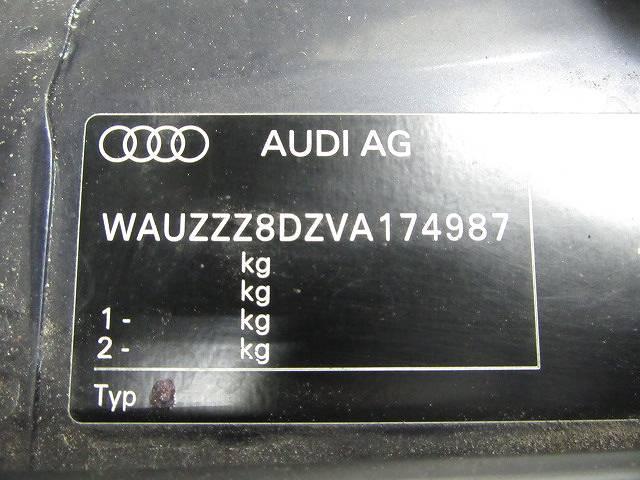 AUDI AG
WAUZZZ8DZVA174987
kg
kg
1 - kg
2 - kg
Typ